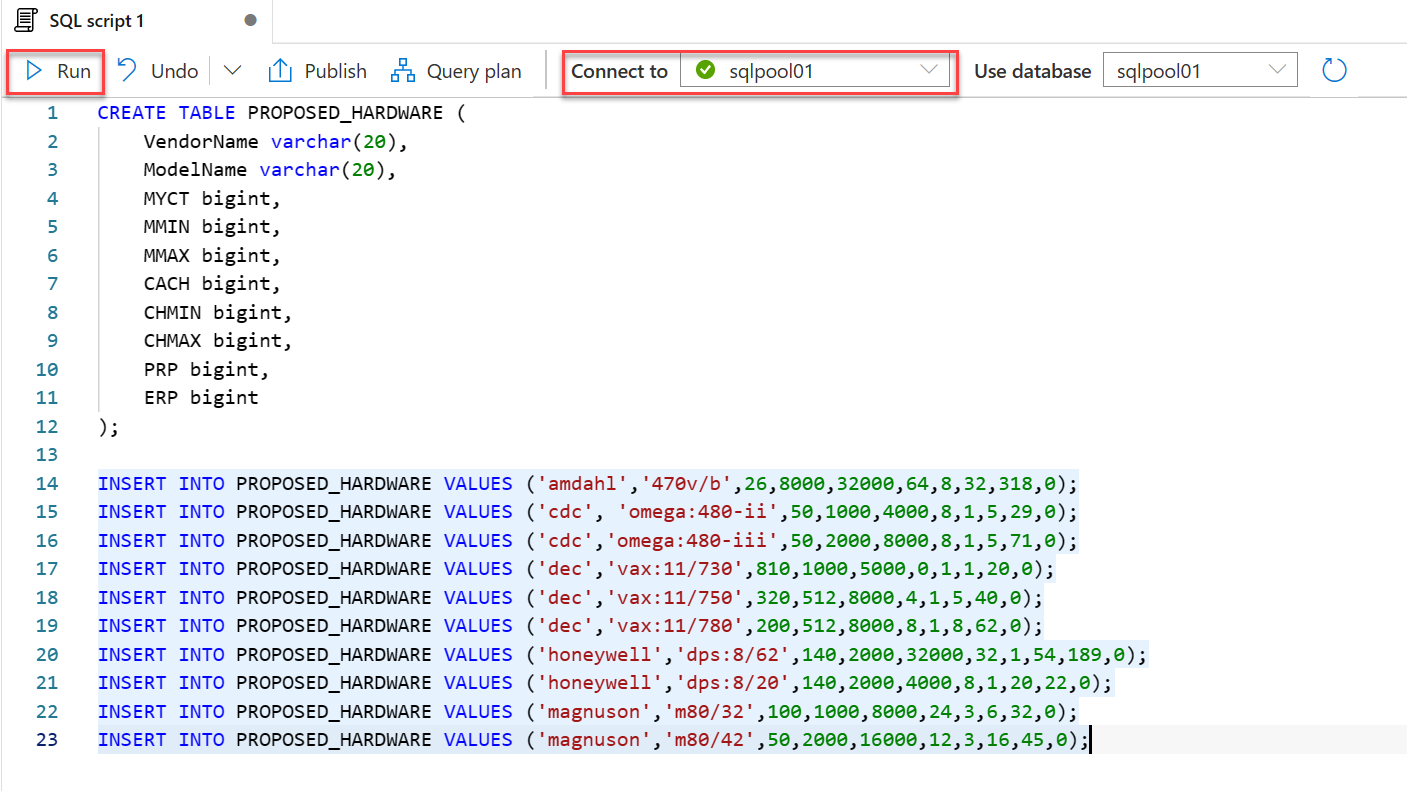 SQL script 1
Run Undo Publish Query plan Connect to sqlpool01 Use database sqlpool01
1 CREATE TABLE PROPOSED_HARDWARE (
2 VendorName varchar(20),
3 ModelName varchar(20),
4 MYCT bigint,
5 MMIN bigint,
6 MMAX bigint,
7 CACH bigint,
8 CHMIN bigint,
9 CHMAX bigint,
10 PRP bigint,
11 ERP bigint
12 );
13
14 INSERT INTO PROPOSED_HARDWARE VALUES ('amdahl','470v/b',26,8000,32000,64,8,32,318,0);
15 INSERT INTO PROPOSED_HARDWARE VALUES ('cdc', 'omega:480-ii',50,1000,4000,8,1,5,29,0);
16 INSERT INTO PROPOSED_HARDWARE VALUES ('cdc','omega:480-iii',50,2000,8000,8,1,5,71,0);
17 INSERT INTO PROPOSED_HARDWARE VALUES ('dec','vax:11/730',810,1000,5000,0,1,1,20,0);
18 INSERT INTO PROPOSED_HARDWARE VALUES ('dec','vax:11/750',320,512,8000,4,1,5,40,0);
19 INSERT INTO PROPOSED_HARDWARE VALUES ('dec','vax:11/780',200,512,8000,8,1,8,62,0);
20 INSERT INTO PROPOSED_HARDWARE VALUES ('honeywell','dps:8/62',140,2000,32000,32,1,54,189,0);
21 INSERT INTO PROPOSED_HARDWARE VALUES ('honeywell','dps:8/20',140,2000,4000,8,1,20,22,0);
22 INSERT INTO PROPOSED_HARDWARE VALUES ('magnuson','m80/32',100,1000,8000,24,3,6,32,0);
23 INSERT INTO PROPOSED_HARDWARE VALUES ('magnuson','m80/42',50,2000,16000,12,3,16,45,0);